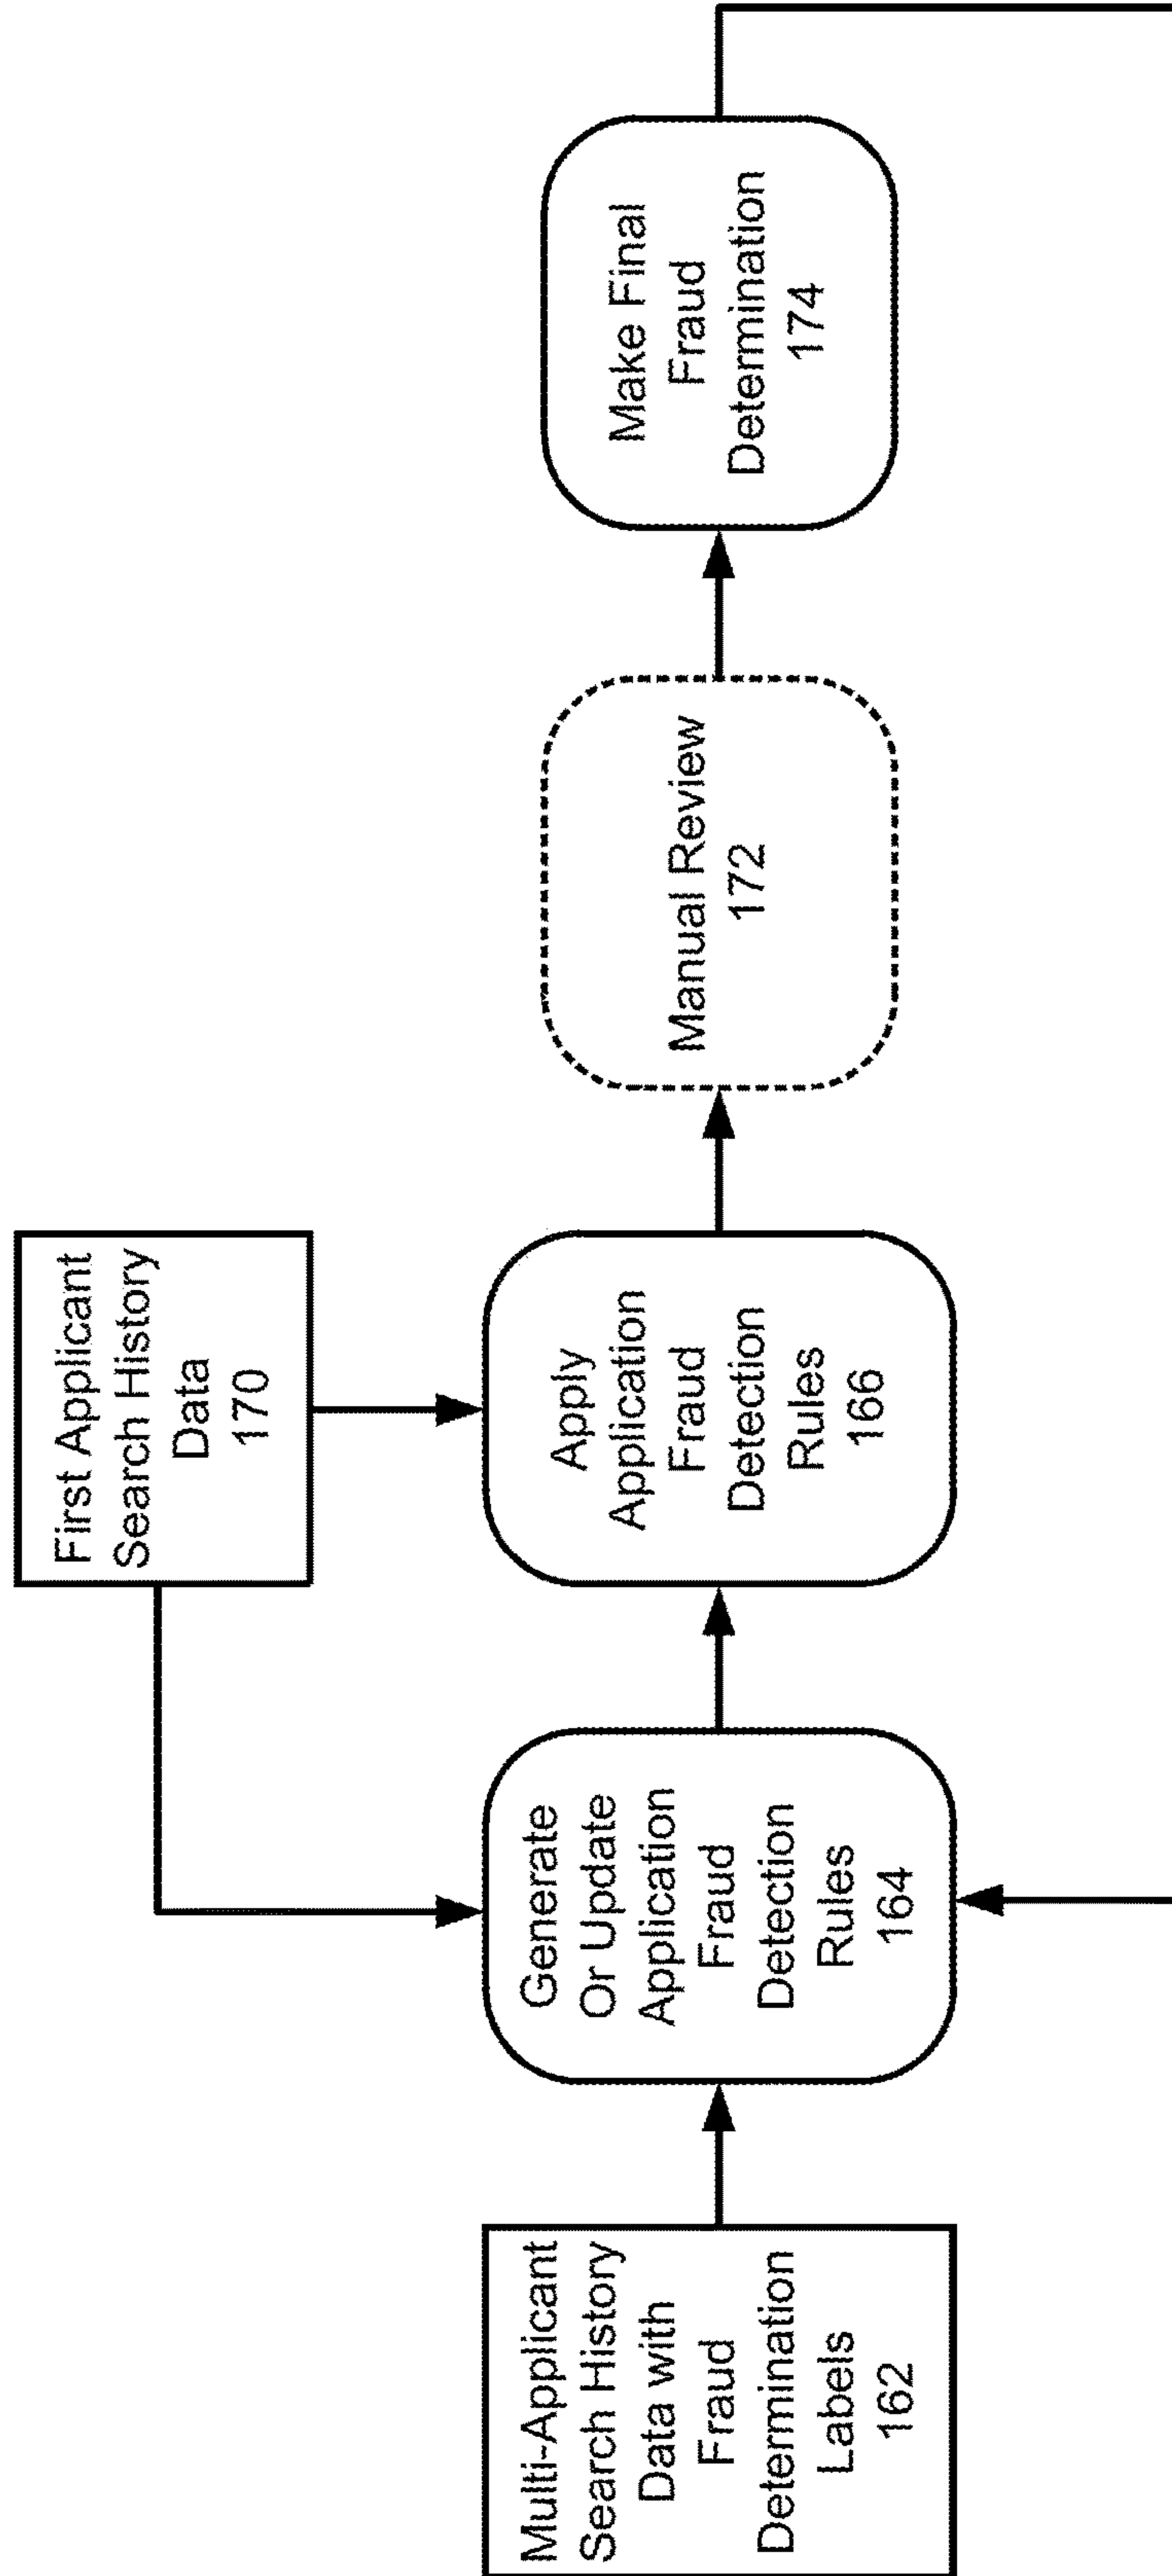 First Applicant
Search History
Data
170
Multi-Applicant
Search History
Data with
Fraud
Determination
Labels
162
Generate
Or Update
Application
Fraud
Detection
Rules
164
Apply
Application
Fraud
Detection
Rules
166
Manual Review
172
Make Final
Fraud
Determination
174